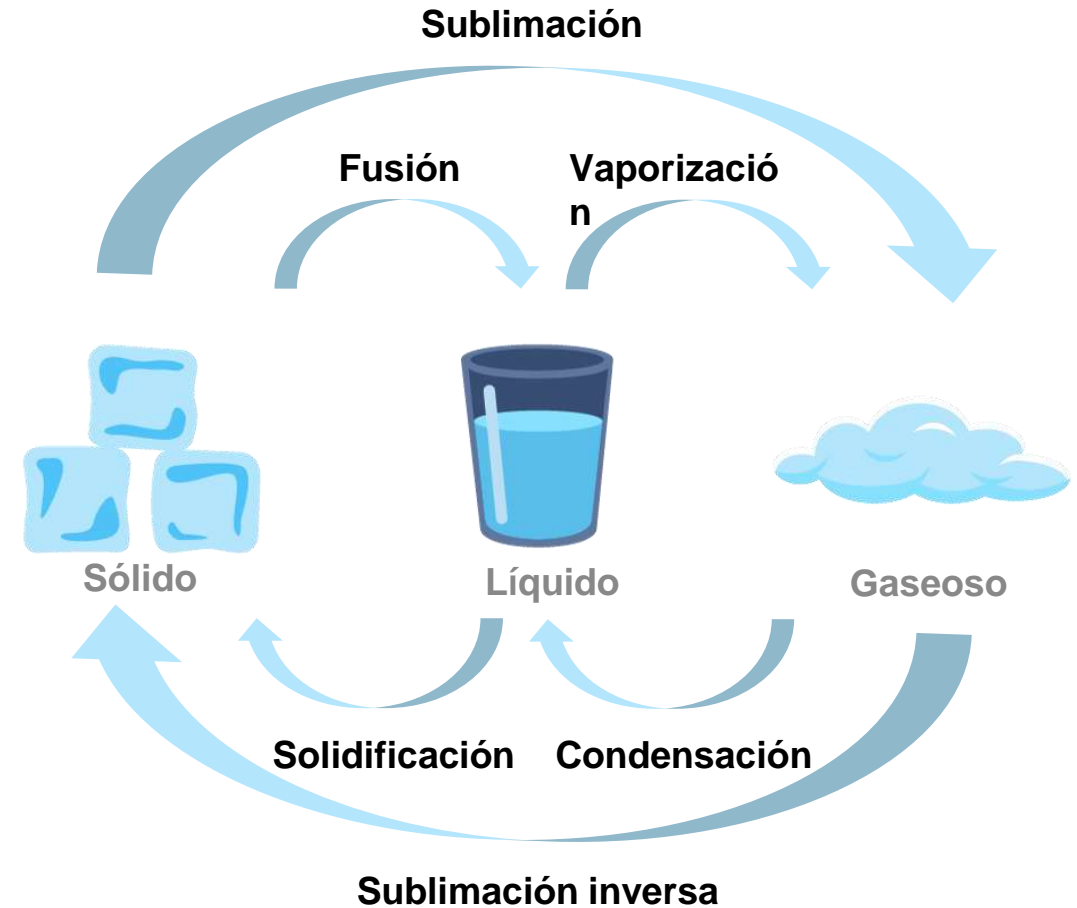 Sublimación
Fusión
Vaporizació
n
Sólido
Líquido
Gaseoso
Solidificación
Condensación
Sublimación inversa